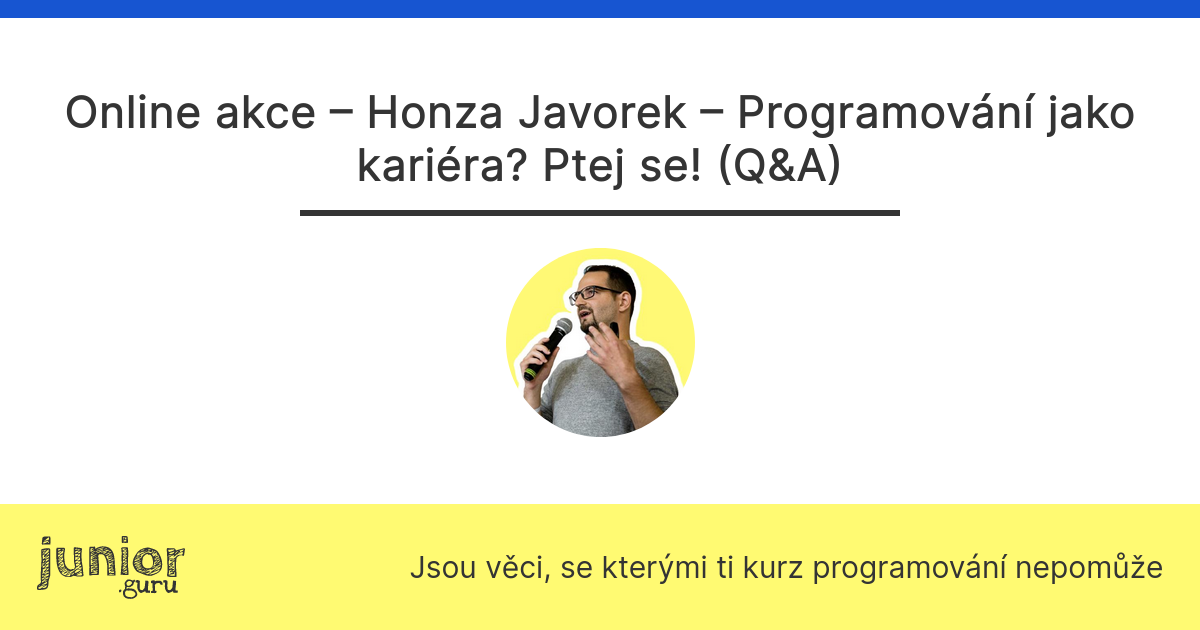 Online akce – Honza Javorek – Programování jako
kariéra? Ptej se! (Q&A)
junior
.guru
Jsou věci, se kterými ti kurz programování nepomůže